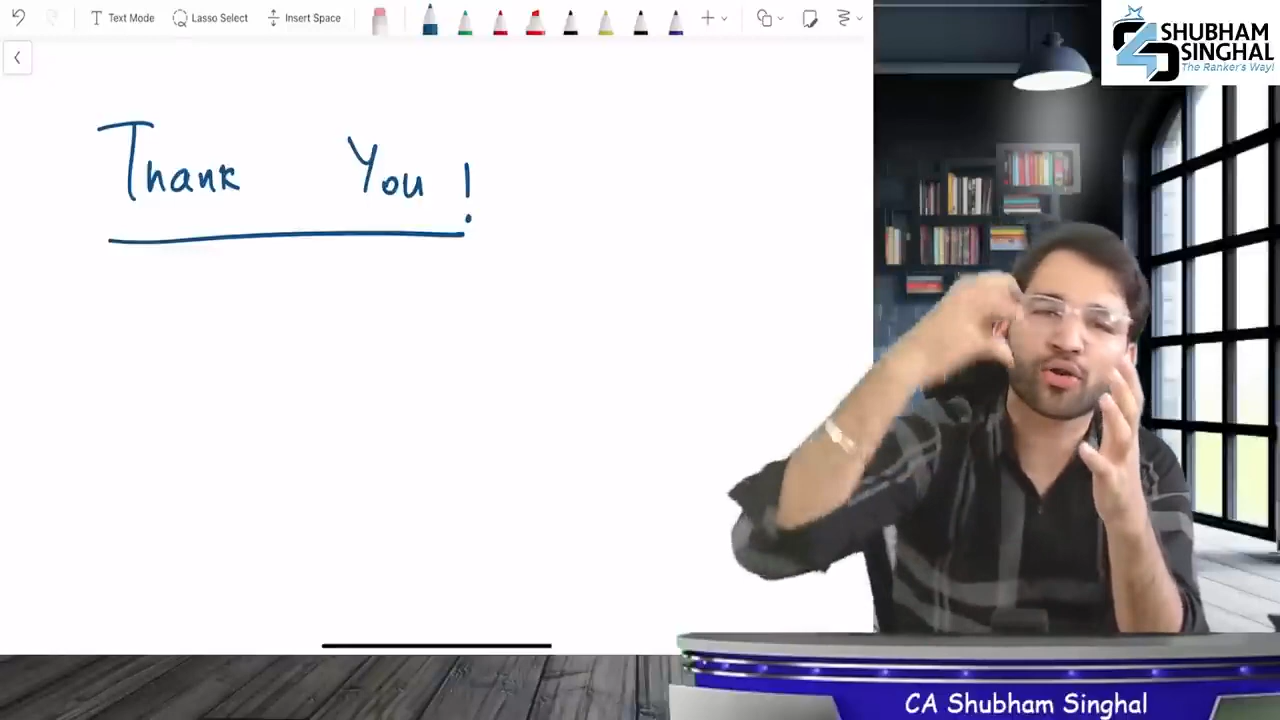 Text Mode Lasso Select Insert Space
SHUBHAM
SINGHAL
The Ranker's Way!
Thank You!
CA Shubham Singhal